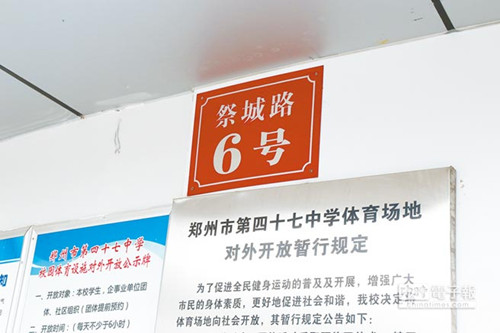 祭城路
6号
郑州市第四十七中学体育场地
对外开放暂行规定
为了促进全民健身运动的普及及开展,增强广大
市民的身体素质,更好地促进社会和谐,我校决定
体育场地向社会开放,其暂行规定公告如下:
郑州市第四十七中学
校园体育设施对外开放公示牌
一、开放对象:本校学生,企事业单位团
体、社区组织(团体提前预约)
二、开放时间:(每天不少于6小时)
知